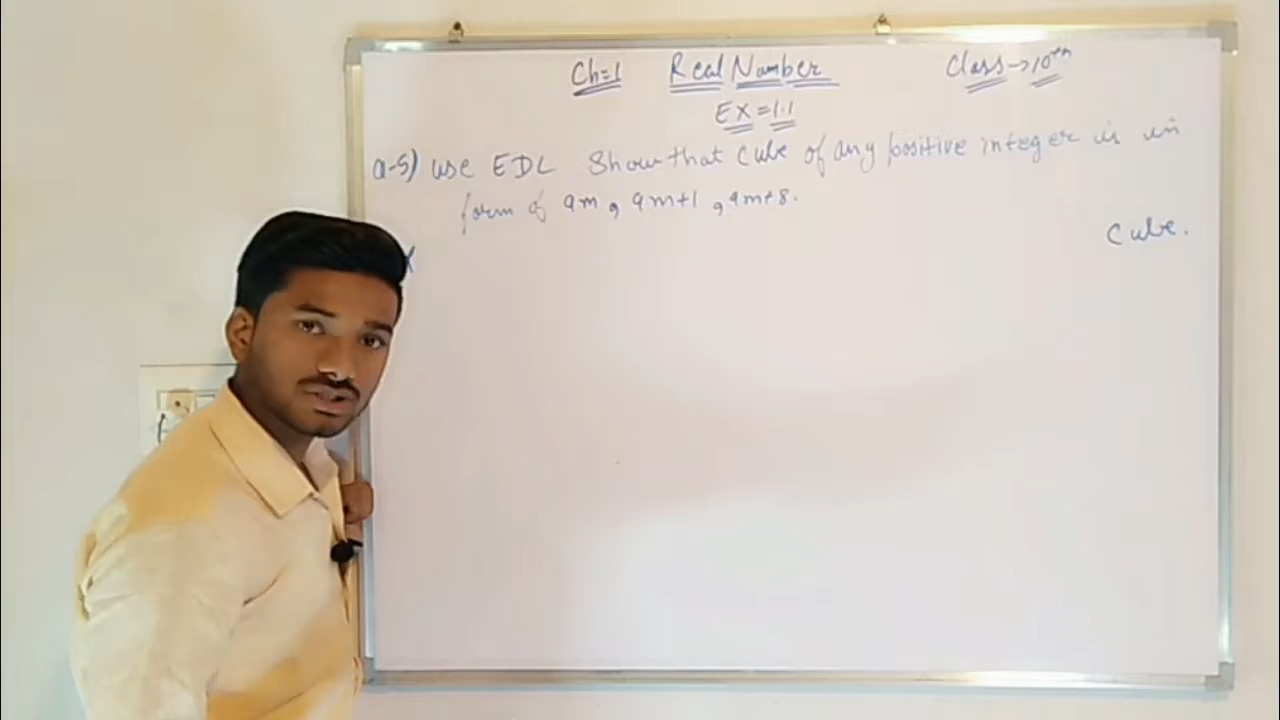 Ch=1 Real Number Class→10th
EX=1.1
Q-5) use EDL Show that Cube of any positive integer is in
form of 9m, 9m+1, 9m+8.
Cube.